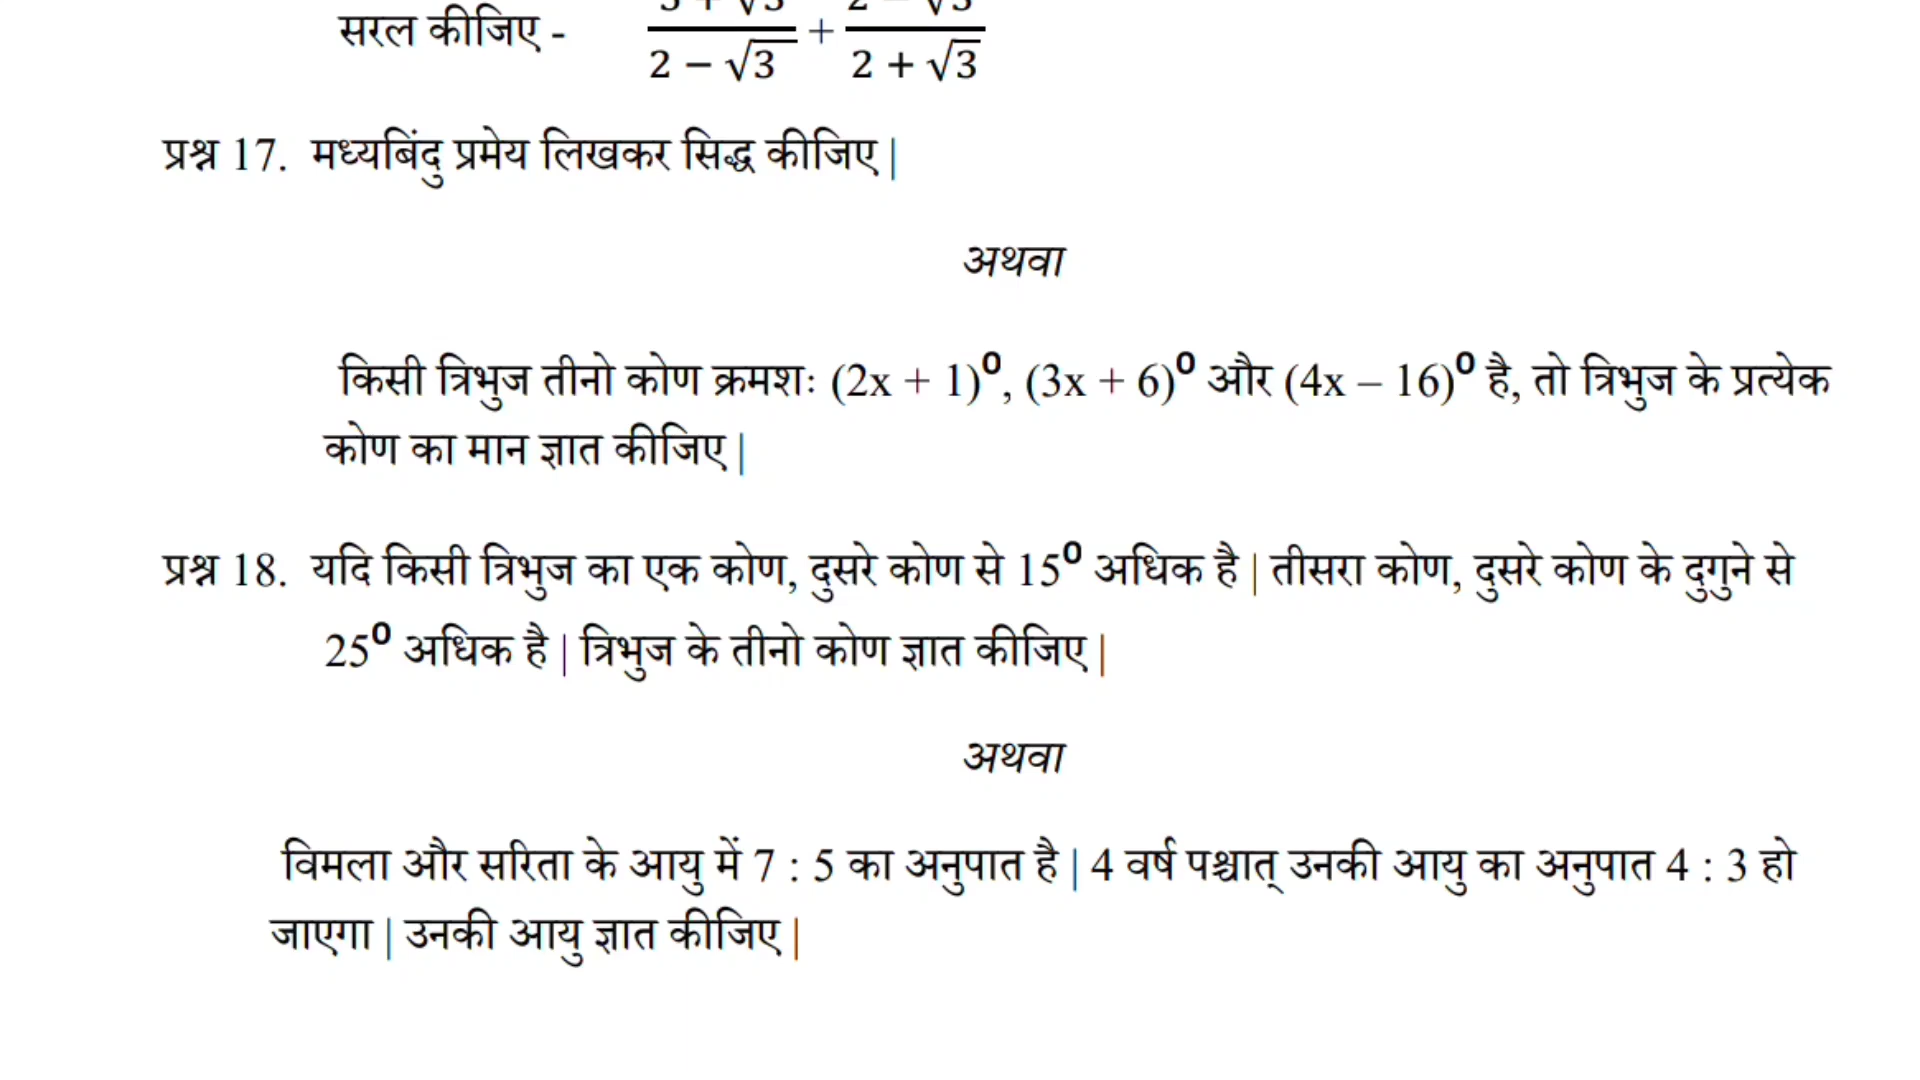 सरल कीजिए -
+
2 − √3 2 + √3
प्रश्न 17. मध्यबिंदु प्रमेय लिखकर सिद्ध कीजिए |
अथवा
किसी त्रिभुज तीनो कोण क्रमशः (2x + 1)⁰, (3x + 6)⁰ और (4x – 16)⁰ है, तो त्रिभुज के प्रत्येक
कोण का मान ज्ञात कीजिए |
प्रश्न 18. यदि किसी त्रिभुज का एक कोण, दुसरे कोण से 15⁰ अधिक है | तीसरा कोण, दुसरे कोण के दुगुने से
25⁰ अधिक है | त्रिभुज के तीनो कोण ज्ञात कीजिए |
अथवा
विमला और सरिता के आयु में 7 : 5 का अनुपात है | 4 वर्ष पश्चात् उनकी आयु का अनुपात 4 : 3 हो
जाएगा | उनकी आयु ज्ञात कीजिए |